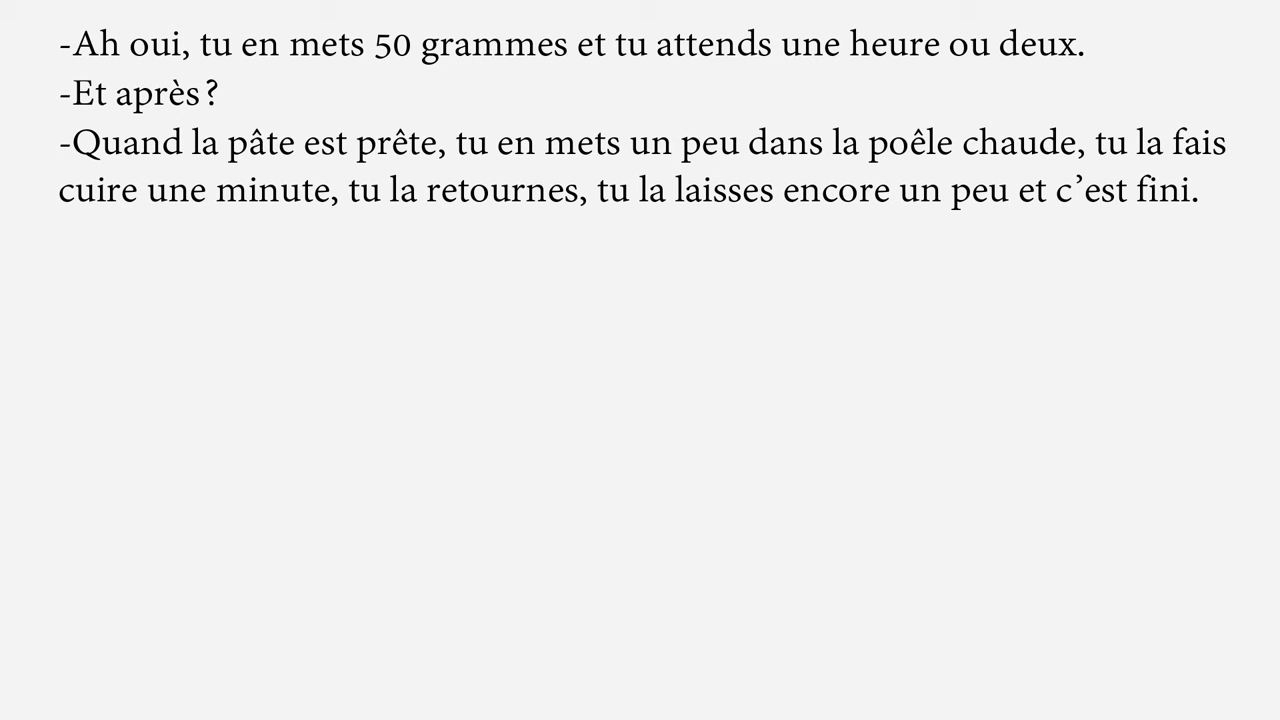 -Ah oui, tu en mets 50 grammes et tu attends une heure ou deux.
-Et après ?
-Quand la pâte est prête, tu en mets un peu dans la poêle chaude, tu la fais
cuire une minute, tu la retournes, tu la laisses encore un peu et c’est fini.